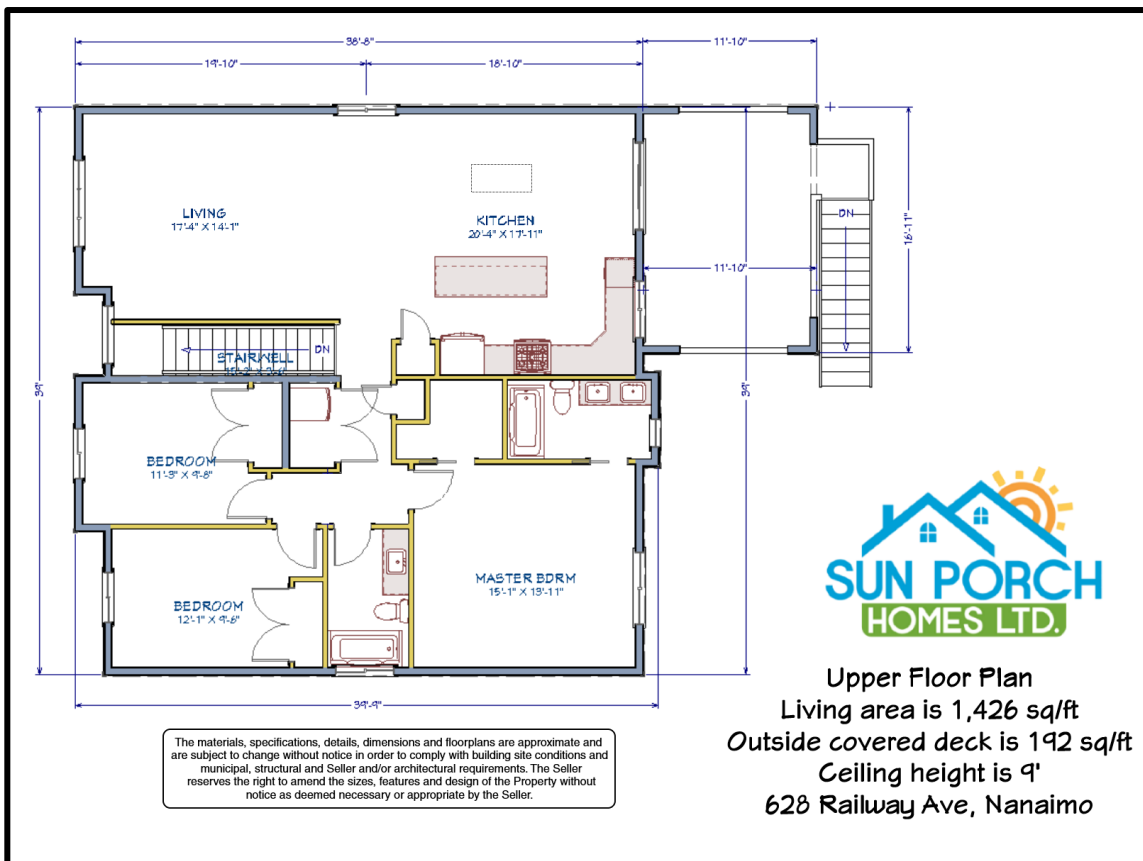 38'-8"
11'-10"
19'-10"
18'-10"
LIVING
17'-4" X 14'-1"
KITCHEN
20'-4" X 17'-11"
DN
16'-11"
11'-10"
STAIRWELL
DN
39'
39'
BEDROOM
11'-3" X 9'-8"
MASTER BDRM
15'-1" X 13'-11"
BEDROOM
12'-1" X 9'-6"
39'-9"
SUN PORCH
HOMES LTD.
Upper Floor Plan
Living area is 1,426 sq/ft
Outside covered deck is 192 sq/ft
Ceiling height is 9'
628 Railway Ave, Nanaimo
The materials, specifications, details, dimensions and floorplans are approximate and
are subject to change without notice in order to comply with building site conditions and
municipal, structural and Seller and/or architectural requirements. The Seller
reserves the right to amend the sizes, features and design of the Property without
notice as deemed necessary or appropriate by the Seller.